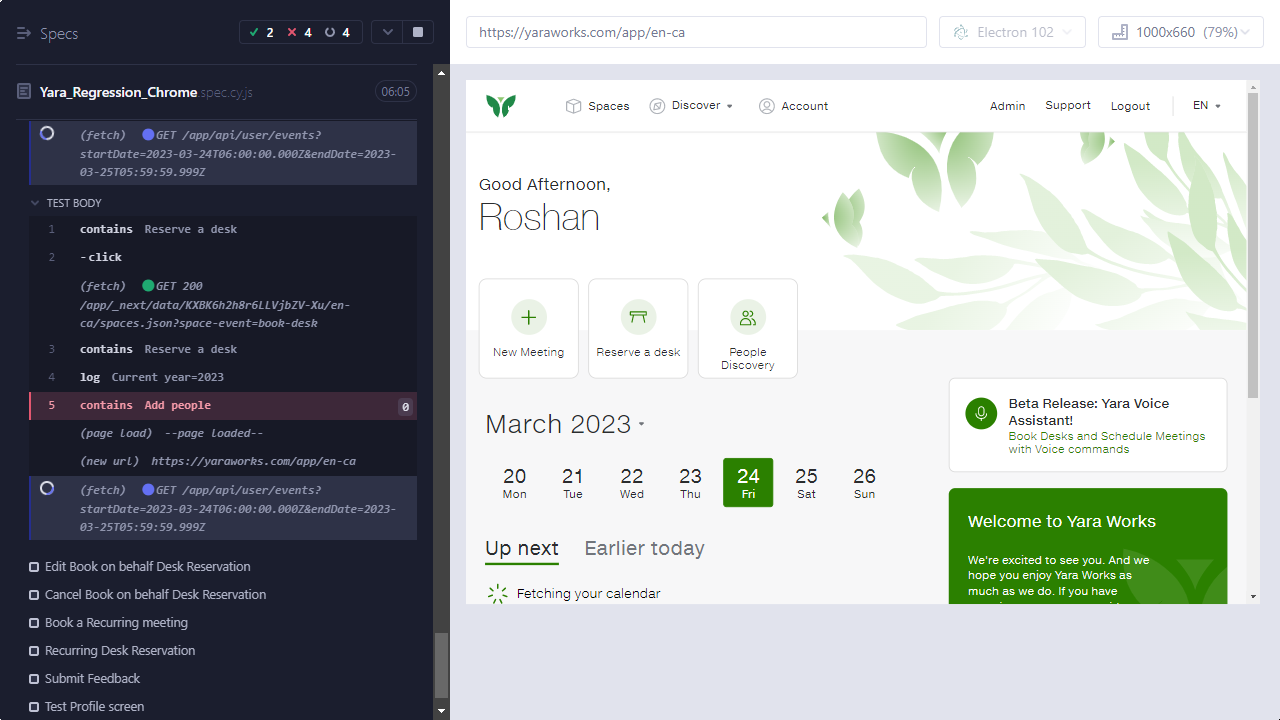 Specs
2
4
4
https://yaraworks.com/app/en-ca
Electron 102
1000x660 (79%)
Yara_Regression_Chrome.spec.cy.js
06:05
(fetch) GET /app/api/user/events?
startDate=2023-03-24T06:00:00.000Z&endDate=2023-
03-25T05:59:59.999Z
TEST BODY
1 contains Reserve a desk
2 -click
(fetch) GET 200
/app/_next/data/KXBK6h2h8r6LLVjbZV-Xu/en-
ca/spaces.json?space-event=book-desk
3 contains Reserve a desk
4 log Current year=2023
5 contains Add people 0
(page load) --page loaded--
(new url) https://yaraworks.com/app/en-ca
(fetch) GET /app/api/user/events?
startDate=2023-03-24T06:00:00.000Z&endDate=2023-
03-25T05:59:59.999Z
Edit Book on behalf Desk Reservation
Cancel Book on behalf Desk Reservation
Book a Recurring meeting
Recurring Desk Reservation
Submit Feedback
Test Profile screen
Spaces
Discover
Account
Admin
Support
Logout
EN
Good Afternoon,
Roshan
New Meeting
Reserve a desk
People
Discovery
March 2023
20 21 22 23 24 25 26
Mon Tue Wed Thu Fri Sat Sun
Up next
Earlier today
Fetching your calendar
Beta Release: Yara Voice
Assistant!
Book Desks and Schedule Meetings
with Voice commands
Welcome to Yara Works
We're excited to see you. And we
hope you enjoy Yara Works as
much as we do. If you have